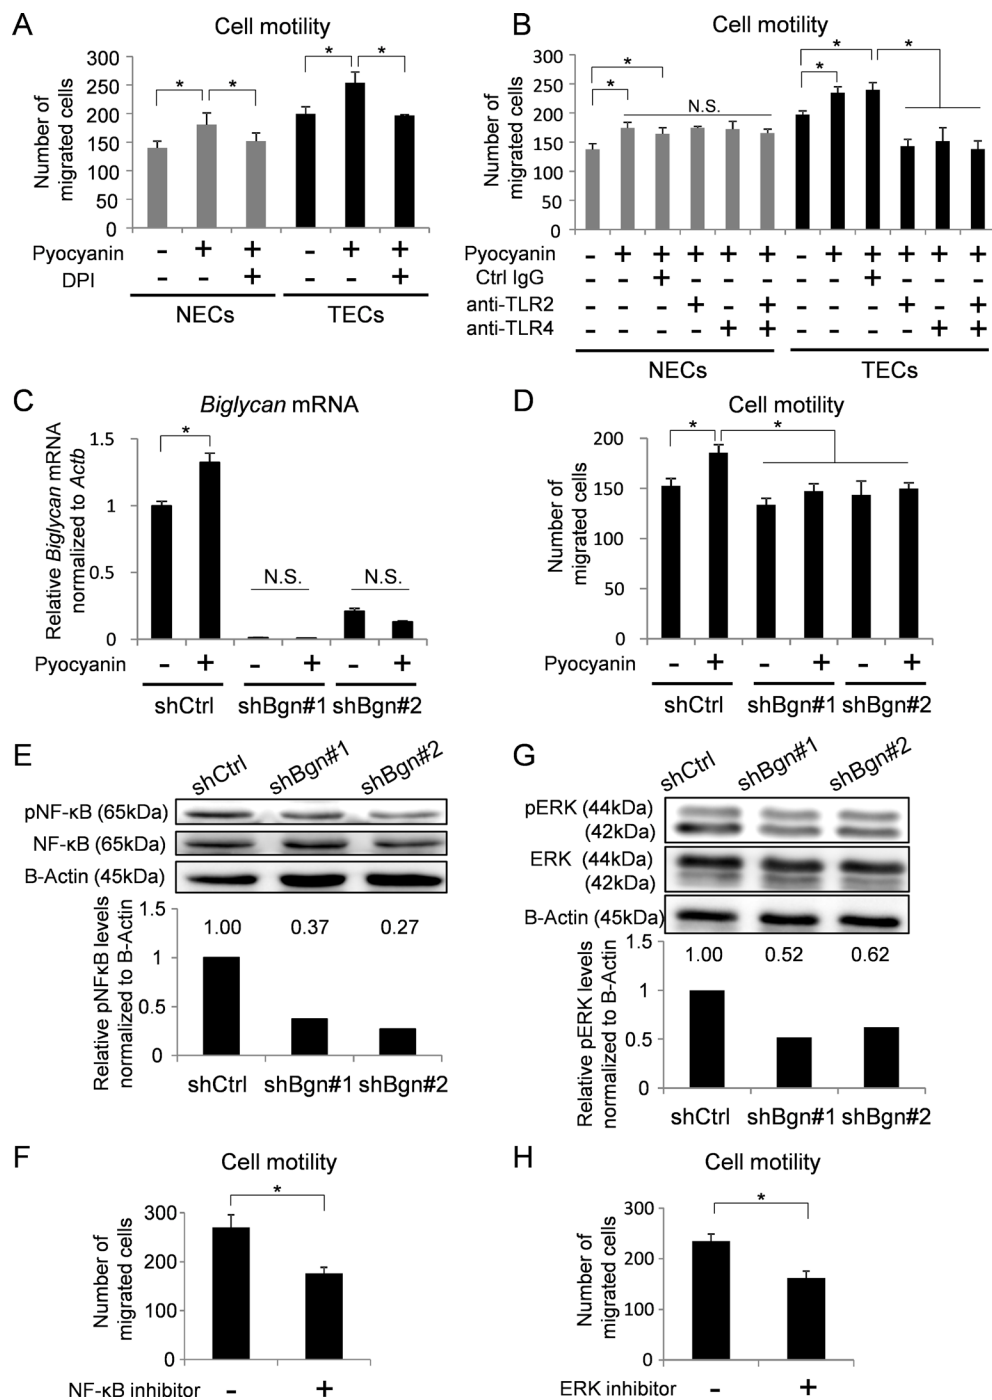 A
Cell motility
Number of
migrated cells
300
250
200
150
100
50
0
* * * *
Pyocyanin - + + - + +
DPI - - + - - +
NECs TECs
B
Cell motility
Number of
migrated cells
300
250
200
150
100
50
0
* * N.S. * * *
Pyocyanin - + + + + + - + + + + +
Ctrl IgG - - + - - - - - + - - -
anti-TLR2 - - - + - + - - - + - +
anti-TLR4 - - - - + + - - - - + +
NECs TECs
C
Biglycan mRNA
Relative Biglycan mRNA
normalized to Actb
1.5
1
0.5
0
* N.S. N.S.
Pyocyanin - + - + - +
shCtrl shBgn#1 shBgn#2
D
Cell motility
Number of
migrated cells
200
150
100
50
0
* *
Pyocyanin - + - + - +
shCtrl shBgn#1 shBgn#2
E
shCtrl shBgn#1 shBgn#2
pNF-κB (65kDa)
NF-κB (65kDa)
B-Actin (45kDa)
Relative pNFκB levels
normalized to B-Actin
1.5
1
0.5
0
1.00 0.37 0.27
shCtrl shBgn#1 shBgn#2
G
shCtrl shBgn#1 shBgn#2
pERK (44kDa)
(42kDa)
ERK (44kDa)
(42kDa)
B-Actin (45kDa)
Relative pERK levels
normalized to B-Actin
1.5
1
0.5
0
1.00 0.52 0.62
shCtrl shBgn#1 shBgn#2
F
Cell motility
Number of
migrated cells
300
200
100
0
*
NF-κB inhibitor - +
H
Cell motility
Number of
migrated cells
300
200
100
0
*
ERK inhibitor - +